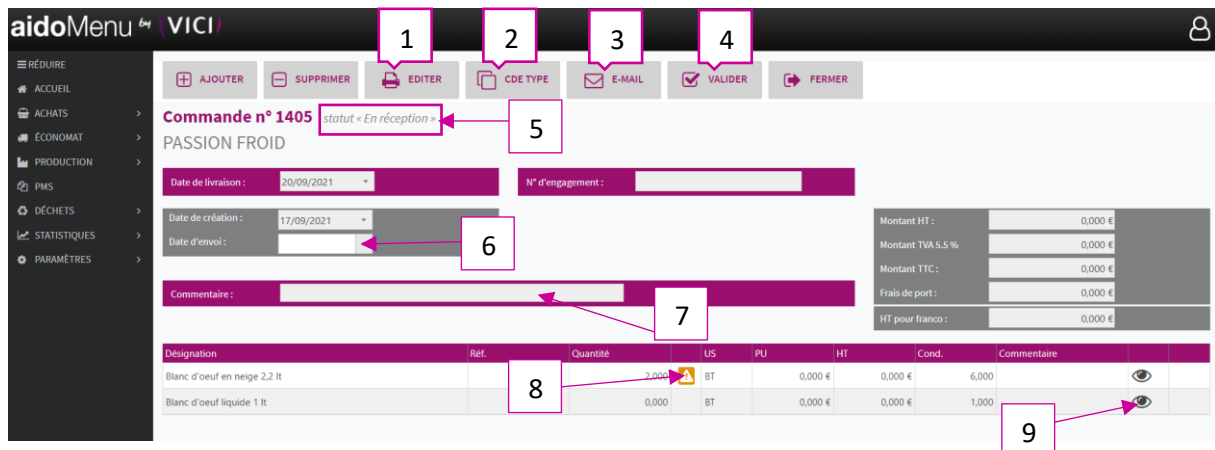 aidoMenu by (VICI)
1 2 3 4
RÉDUIRE
ACCUEIL
ACHATS
ÉCONOMAT
PRODUCTION
PMS
DÉCHETS
STATISTIQUES
PARAMÈTRES
AJOUTER SUPPRIMER EDITER CDE TYPE E-MAIL VALIDER FERMER
Commande n° 1405 statut « En réception »
5
PASSION FROID
Date de livraison : 20/09/2021 N° d'engagement :
Date de création : 17/09/2021
Date d'envoi :
6
Montant HT : 0,000 €
Montant TVA 5.5 % 0,000 €
Montant TTC : 0,000 €
Frais de port : 0,000 €
HT pour franco : 0,000 €
Commentaire :
7
Désignation Réf. Quantité US PU HT Cond. Commentaire
Blanc d'oeuf en neige 2,2 lt 2,000 BT 0,000 € 0,000 € 6,000
Blanc d'oeuf liquide 1 lt 0,000 BT 0,000 € 0,000 € 1,000
8
9